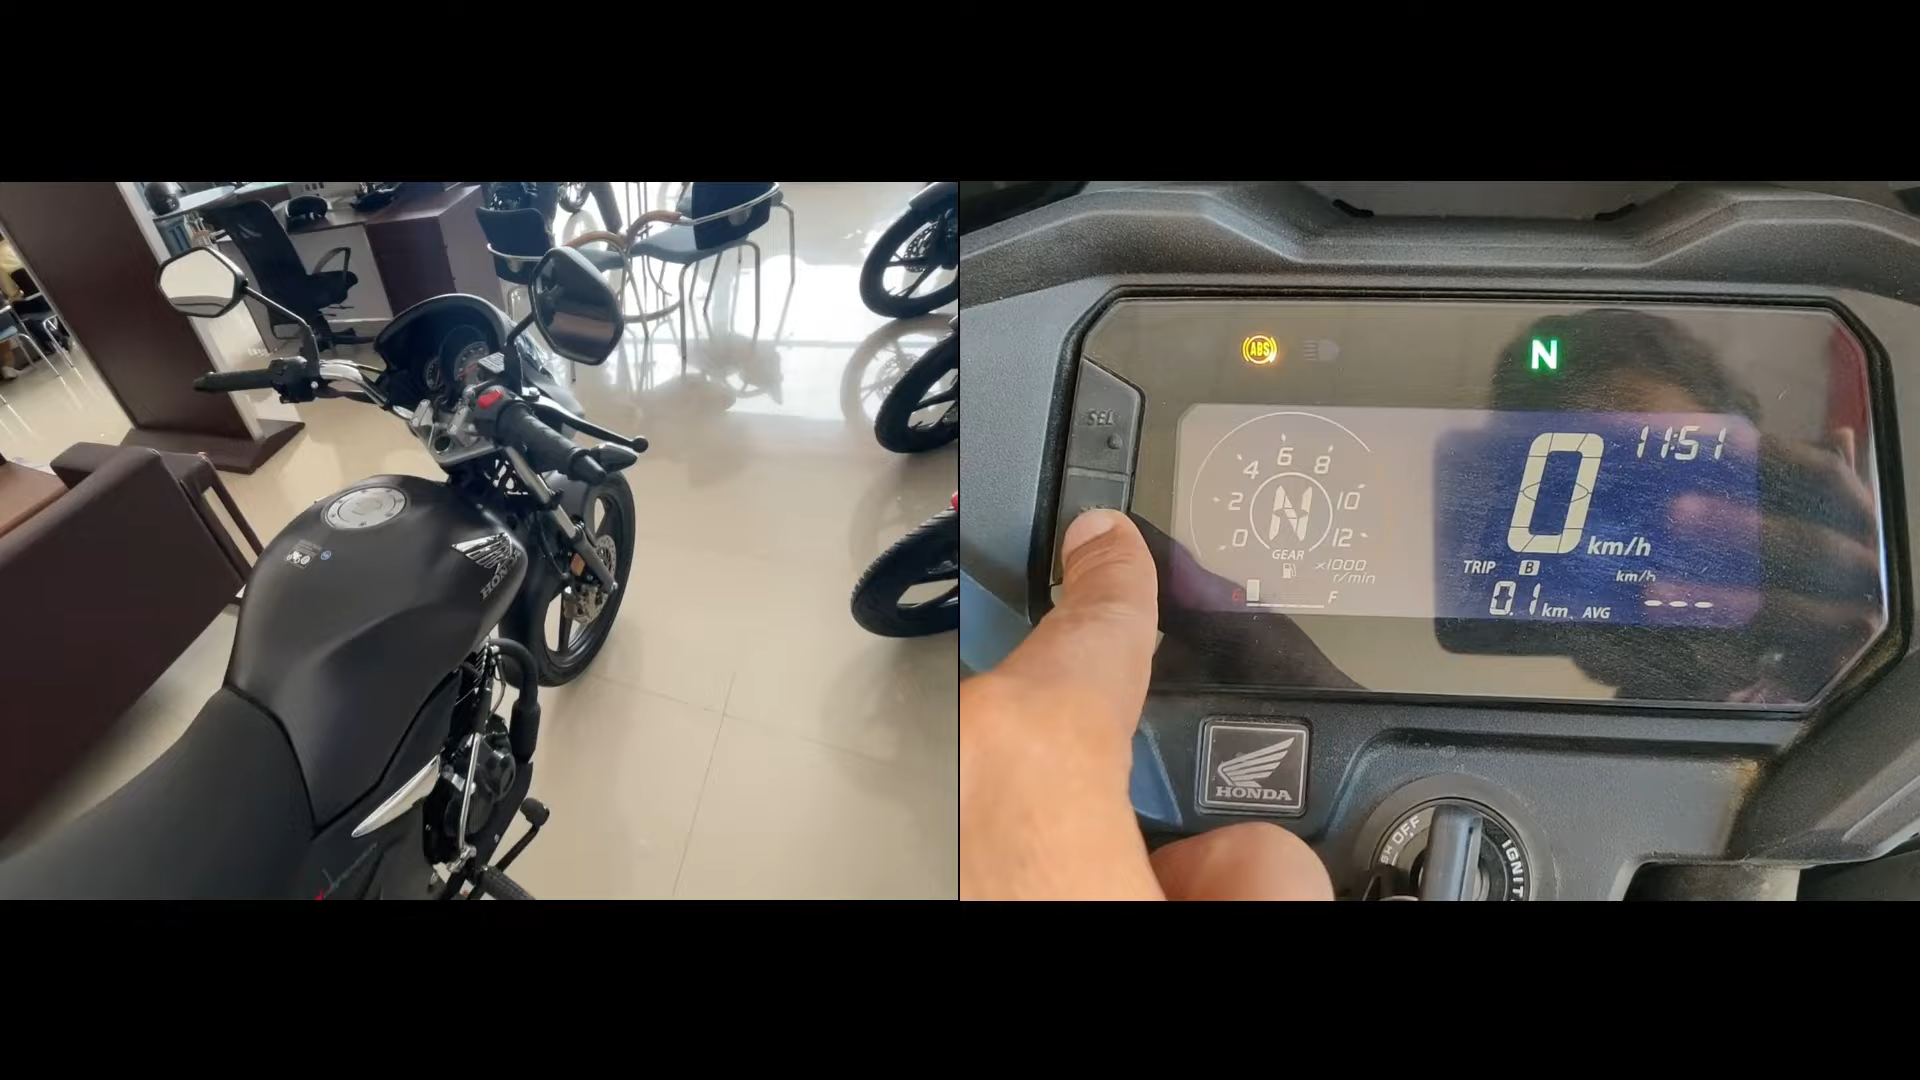 HONDA
ABS
N
SEL
11:51
0 km/h
0
2
4
6
8
10
12
N
GEAR
x1000
r/min
F
TRIP B
km/h
0.1 km AVG ---
HONDA
OFF